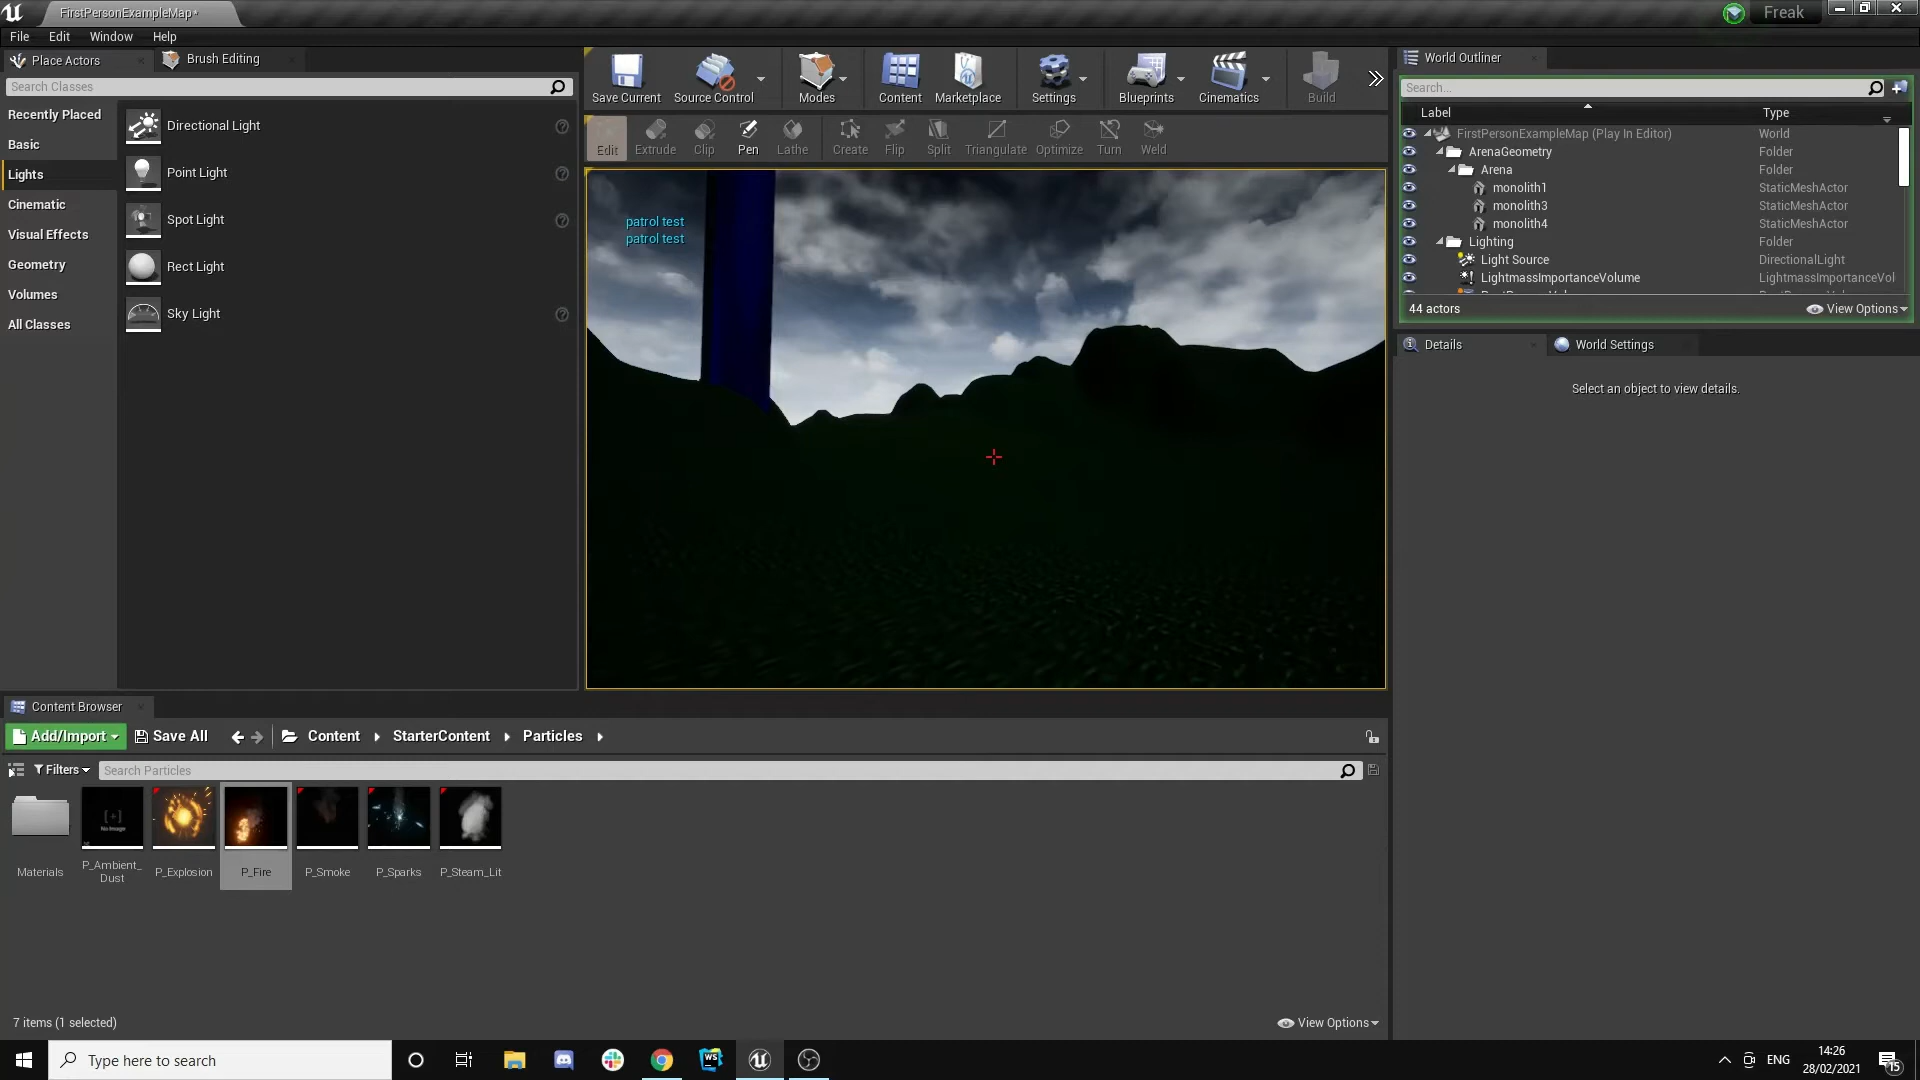 FirstPersonExampleMap*
Freak
File Edit Window Help
Place Actors
Brush Editing
Search Classes
Recently Placed
Basic
Lights
Cinematic
Visual Effects
Geometry
Volumes
All Classes
Directional Light
Point Light
Spot Light
Rect Light
Sky Light
Save Current
Source Control
Modes
Content
Marketplace
Settings
Blueprints
Cinematics
Build
Edit
Extrude
Clip
Pen
Lathe
Create
Flip
Split
Triangulate
Optimize
Turn
Weld
patrol test
patrol test
World Outliner
Search...
Label Type
FirstPersonExampleMap (Play In Editor) World
ArenaGeometry Folder
Arena Folder
monolith1 StaticMeshActor
monolith3 StaticMeshActor
monolith4 StaticMeshActor
Lighting Folder
Light Source DirectionalLight
LightmassImportanceVolume LightmassImportanceVol
44 actors
View Options
Details
World Settings
Select an object to view details.
Content Browser
Add/Import
Save All
Content
StarterContent
Particles
Filters
Search Particles
Materials
P_Ambient_
Dust
P_Explosion
P_Fire
P_Smoke
P_Sparks
P_Steam_Lit
No Image
7 items (1 selected)
View Options
Type here to search
WS
ENG
14:26
28/02/2021
15